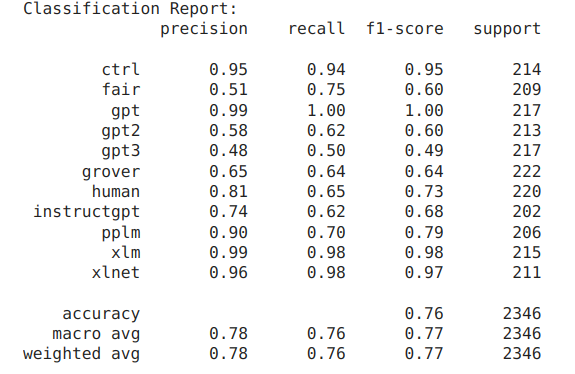 Classification Report:
precision recall f1-score support
ctrl 0.95 0.94 0.95 214
fair 0.51 0.75 0.60 209
gpt 0.99 1.00 1.00 217
gpt2 0.58 0.62 0.60 213
gpt3 0.48 0.50 0.49 217
grover 0.65 0.64 0.64 222
human 0.81 0.65 0.73 220
instructgpt 0.74 0.62 0.68 202
pplm 0.90 0.70 0.79 206
xlm 0.99 0.98 0.98 215
xlnet 0.96 0.98 0.97 211
accuracy 0.76 2346
macro avg 0.78 0.76 0.77 2346
weighted avg 0.78 0.76 0.77 2346